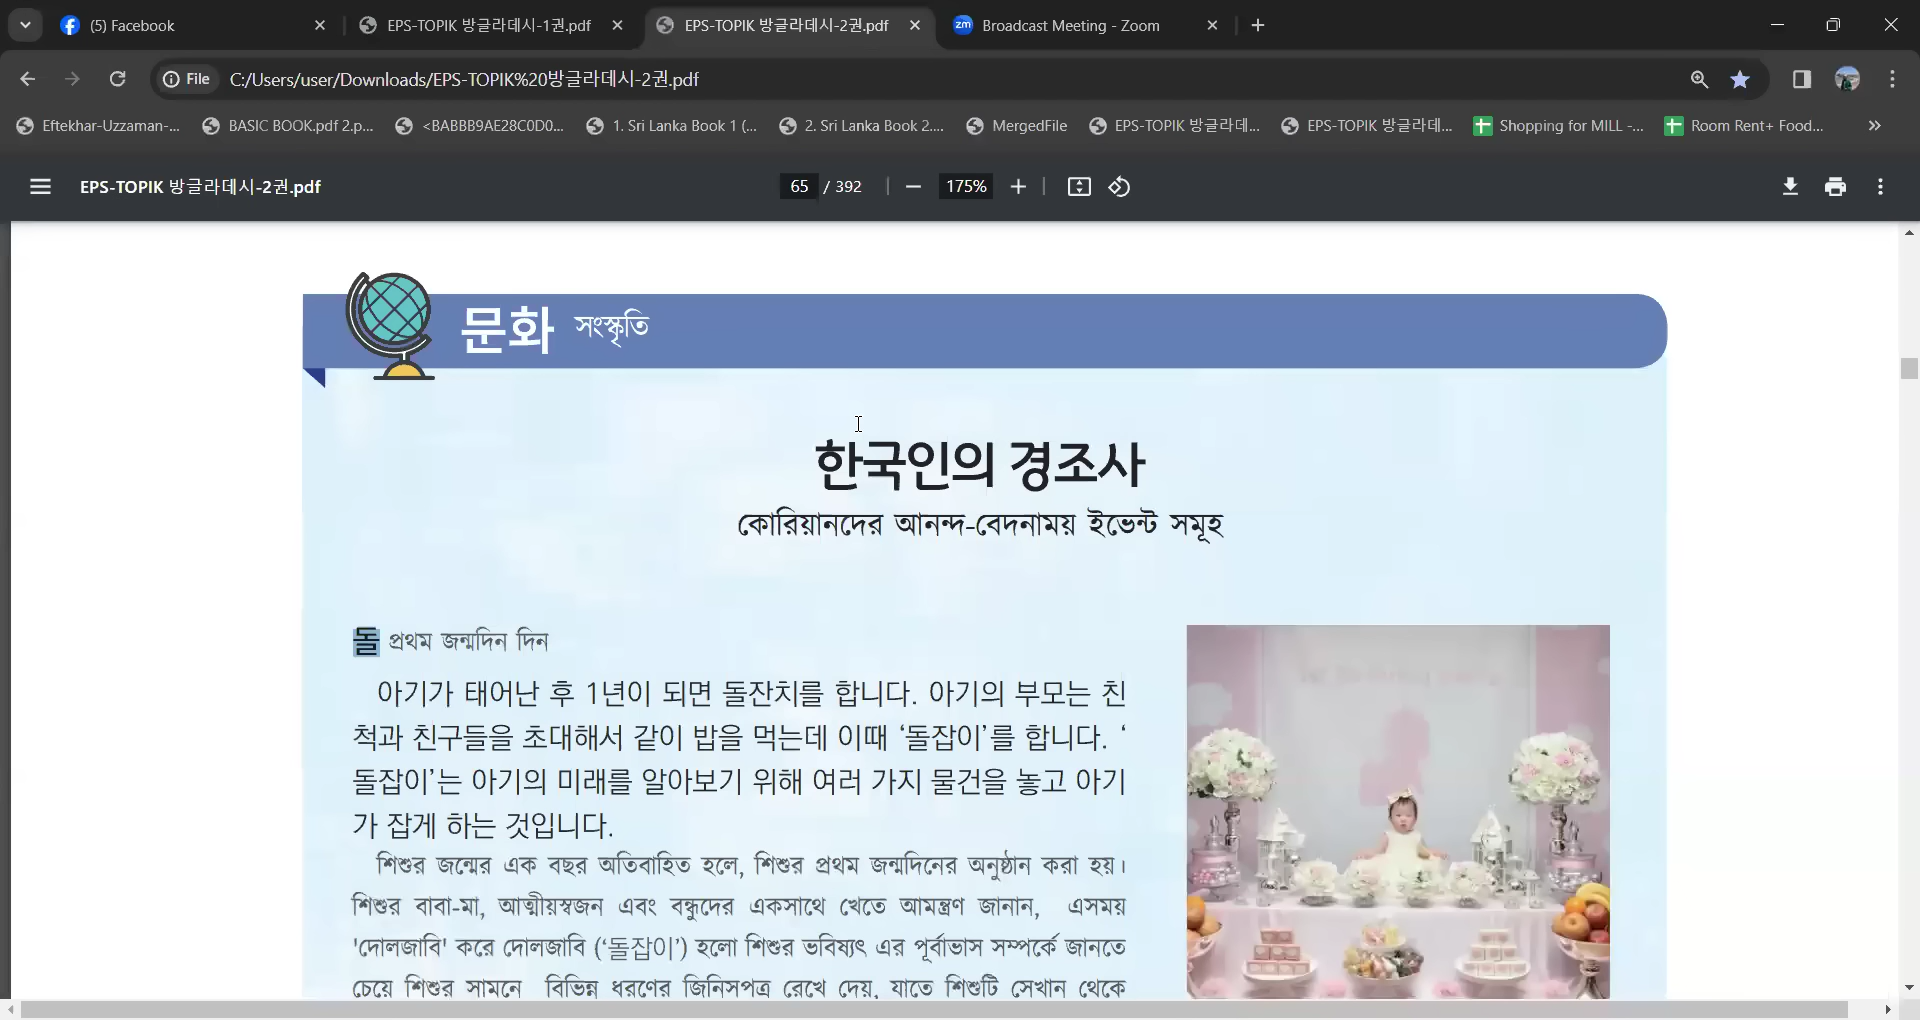 (5) Facebook
EPS-TOPIK 방글라데시-1권.pdf
EPS-TOPIK 방글라데시-2권.pdf
zm
Broadcast Meeting - Zoom
File
C:/Users/user/Downloads/EPS-TOPIK%20방글라데시-2권.pdf
Eftekhar-Uzzaman-...
BASIC BOOK.pdf 2.p...
<BABBB9AE28C0D0...
1. Sri Lanka Book 1 (...
2. Sri Lanka Book 2....
MergedFile
EPS-TOPIK 방글라데...
EPS-TOPIK 방글라데...
Shopping for MILL -...
Room Rent+ Food...
EPS-TOPIK 방글라데시-2권.pdf
65 / 392
175%
문화 সংস্কৃতি
한국인의 경조사
কোরিয়ানদের আনন্দ-বেদনাময় ইভেন্ট সমূহ
돌 প্রথম জন্মদিন দিন
아기가 태어난 후 1년이 되면 돌잔치를 합니다. 아기의 부모는 친
척과 친구들을 초대해서 같이 밥을 먹는데 이때 ‘돌잡이’를 합니다. ‘
돌잡이’는 아기의 미래를 알아보기 위해 여러 가지 물건을 놓고 아기
가 잡게 하는 것입니다.
শিশুর জন্মের এক বছর অতিবাহিত হলে, শিশুর প্রথম জন্মদিনের অনুষ্ঠান করা হয়।
শিশুর বাবা-মা, আত্মীয়স্বজন এবং বন্ধুদের একসাথে খেতে আমন্ত্রণ জানান, এসময়
'দোলজাবি' করে দোলজাবি (‘돌잡이’) হলো শিশুর ভবিষ্যৎ এর পূর্বাভাস সম্পর্কে জানতে
চেয়ে শিশুর সামনে বিভিন্ন ধরণের জিনিসপত্র রেখে দেয়, যাতে শিশুটি সেখান থেকে